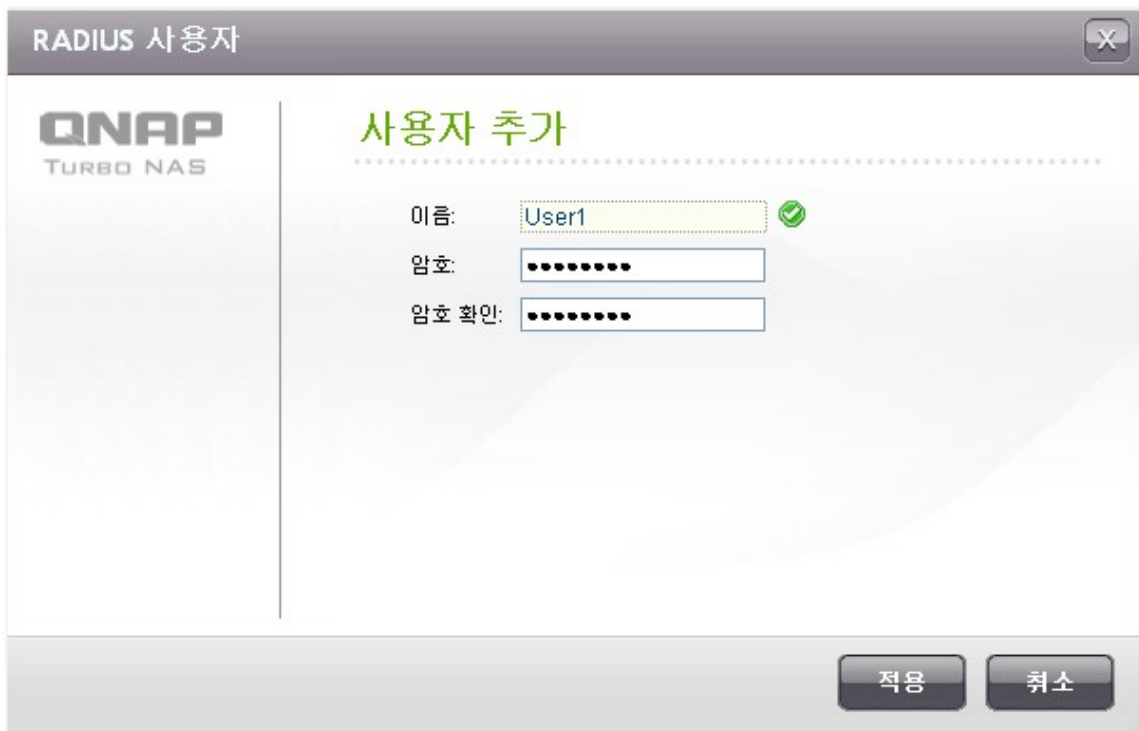 RADIUS 사용자
X
QNAP
TURBO NAS
사용자 추가
이름: User1
암호: ••••••••
암호 확인: ••••••••
적용 취소